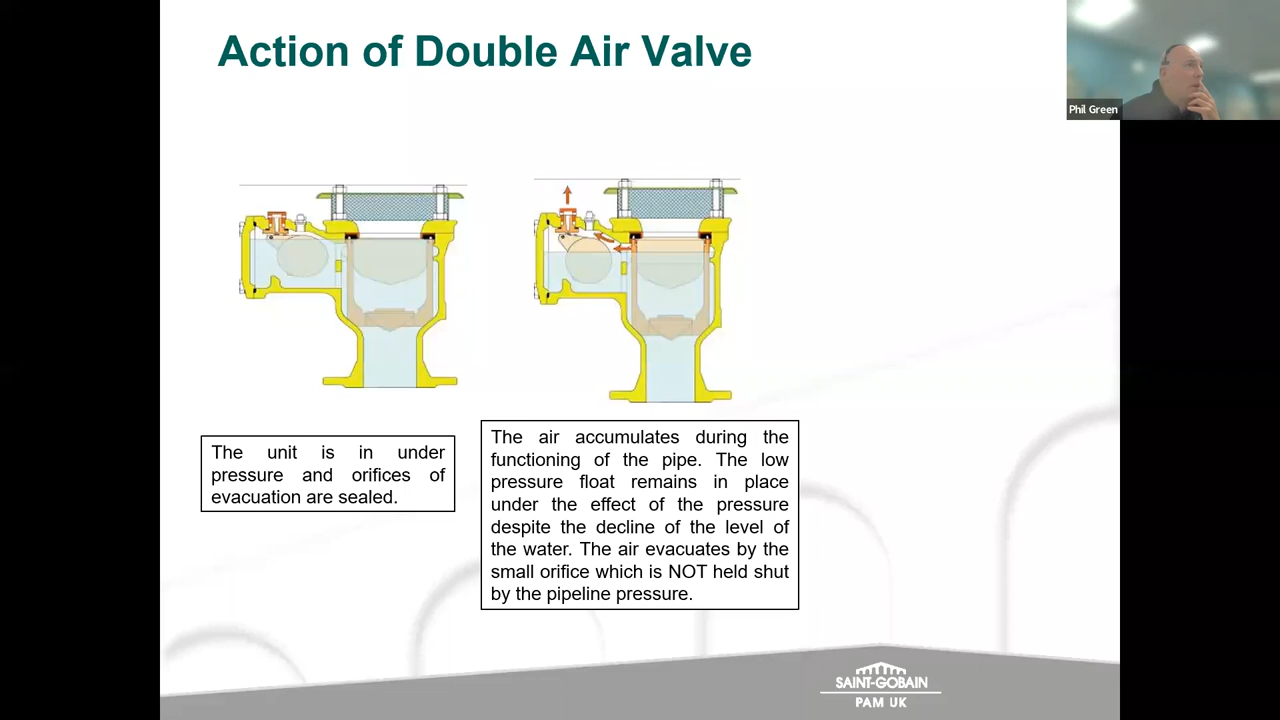 Action of Double Air Valve
Phil Green
The unit is in under
pressure and orifices of
evacuation are sealed.
The air accumulates during the
functioning of the pipe. The low
pressure float remains in place
under the effect of the pressure
despite the decline of the level of
the water. The air evacuates by the
small orifice which is NOT held shut
by the pipeline pressure.
SAINT-GOBAIN
PAM UK